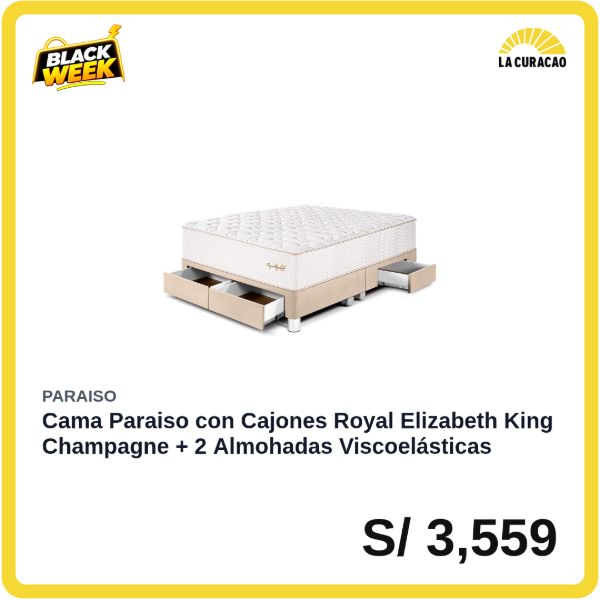 BLACK
WEEK
LA CURACAO
PARAISO
Cama Paraiso con Cajones Royal Elizabeth King
Champagne + 2 Almohadas Viscoelásticas
S/ 3,559